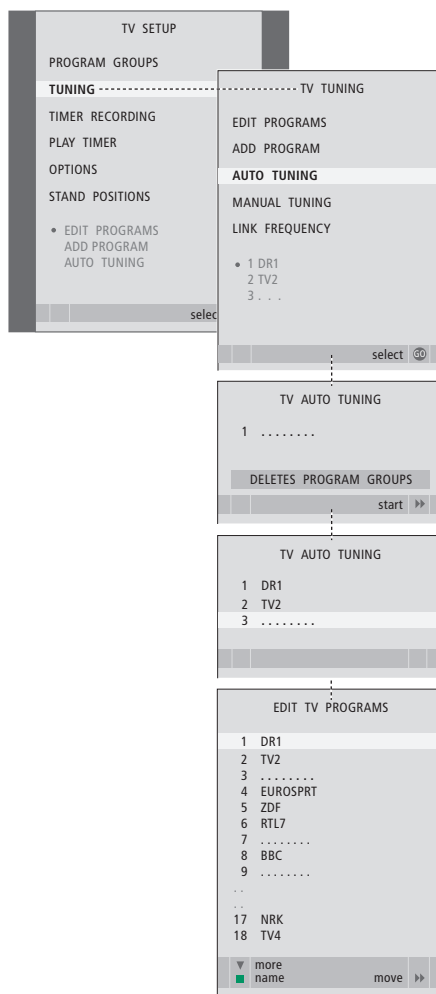 TV SETUP
PROGRAM GROUPS
TUNING
TIMER RECORDING
PLAY TIMER
OPTIONS
STAND POSITIONS
• EDIT PROGRAMS
ADD PROGRAM
AUTO TUNING
selec
TV TUNING
EDIT PROGRAMS
ADD PROGRAM
AUTO TUNING
MANUAL TUNING
LINK FREQUENCY
• 1 DR1
2 TV2
3 . . .
select GO
TV AUTO TUNING
1 ........
DELETES PROGRAM GROUPS
start
TV AUTO TUNING
1 DR1
2 TV2
3 ........
EDIT TV PROGRAMS
1 DR1
2 TV2
3 ........
4 EUROSPRT
5 ZDF
6 RTL7
7 ........
8 BBC
9 ........
. .
. .
17 NRK
18 TV4
more
name move